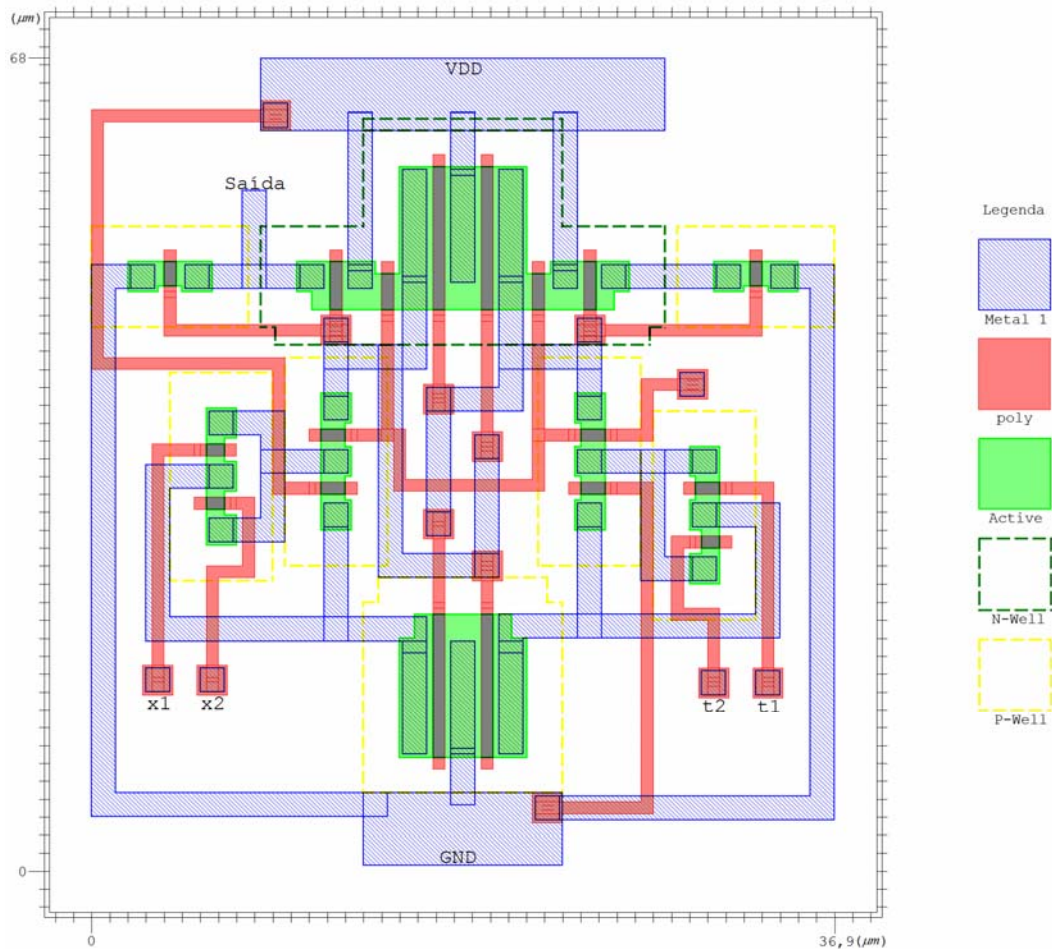 (μm)
68
VDD
Saída
x1
x2
t2
t1
GND
0
0
36,9(μm)
Legenda
Metal 1
poly
Active
N-Well
P-Well